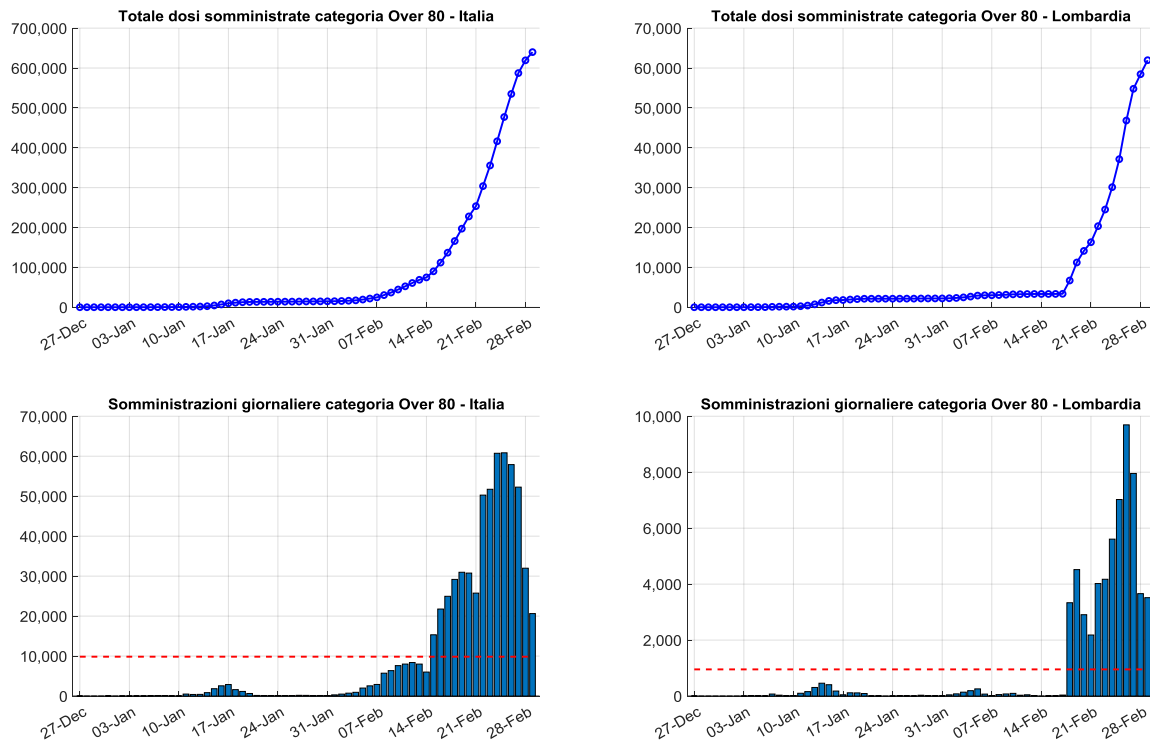 Totale dosi somministrate categoria Over 80 - Italia
700,000
600,000
500,000
400,000
300,000
200,000
100,000
0
27-Dec
03-Jan
10-Jan
17-Jan
24-Jan
31-Jan
07-Feb
14-Feb
21-Feb
28-Feb
Totale dosi somministrate categoria Over 80 - Lombardia
70,000
60,000
50,000
40,000
30,000
20,000
10,000
0
27-Dec
03-Jan
10-Jan
17-Jan
24-Jan
31-Jan
07-Feb
14-Feb
21-Feb
28-Feb
Somministrazioni giornaliere categoria Over 80 - Italia
70,000
60,000
50,000
40,000
30,000
20,000
10,000
0
27-Dec
03-Jan
10-Jan
17-Jan
24-Jan
31-Jan
07-Feb
14-Feb
21-Feb
28-Feb
Somministrazioni giornaliere categoria Over 80 - Lombardia
10,000
8,000
6,000
4,000
2,000
0
27-Dec
03-Jan
10-Jan
17-Jan
24-Jan
31-Jan
07-Feb
14-Feb
21-Feb
28-Feb